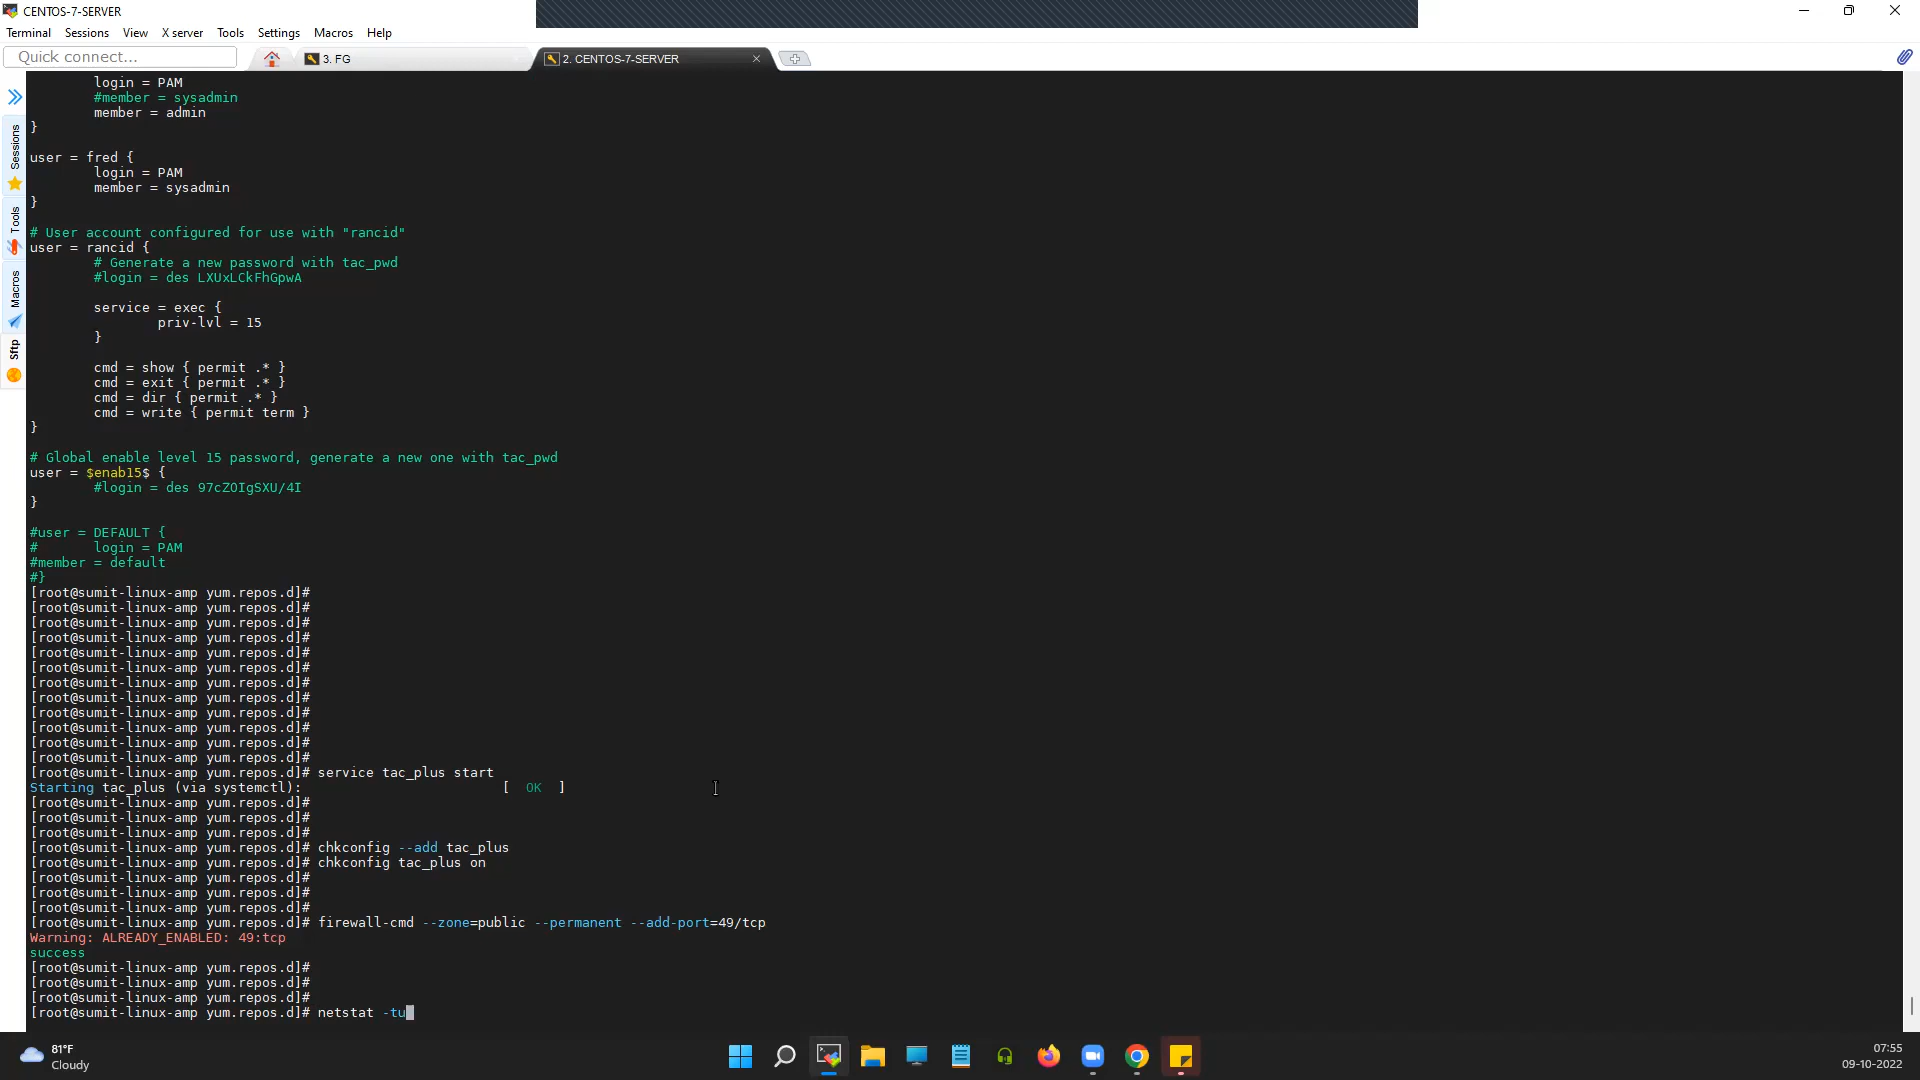 CENTOS-7-SERVER
Terminal Sessions View X server Tools Settings Macros Help
Quick connect... 3. FG 2. CENTOS-7-SERVER
Sessions
Tools
Macros
Sftp
login = PAM
#member = sysadmin
member = admin
}
user = fred {
login = PAM
member = sysadmin
}
# User account configured for use with "rancid"
user = rancid {
# Generate a new password with tac_pwd
#login = des LXUxLCkFhGpwA
service = exec {
priv-lvl = 15
}
cmd = show { permit .* }
cmd = exit { permit .* }
cmd = dir { permit .* }
cmd = write { permit term }
}
# Global enable level 15 password, generate a new one with tac_pwd
user = $enab15$ {
#login = des 97cZOIgSXU/4I
}
#user = DEFAULT {
# login = PAM
#member = default
#}
[root@sumit-linux-amp yum.repos.d]#
[root@sumit-linux-amp yum.repos.d]#
[root@sumit-linux-amp yum.repos.d]#
[root@sumit-linux-amp yum.repos.d]#
[root@sumit-linux-amp yum.repos.d]#
[root@sumit-linux-amp yum.repos.d]#
[root@sumit-linux-amp yum.repos.d]#
[root@sumit-linux-amp yum.repos.d]#
[root@sumit-linux-amp yum.repos.d]#
[root@sumit-linux-amp yum.repos.d]#
[root@sumit-linux-amp yum.repos.d]#
[root@sumit-linux-amp yum.repos.d]#
[root@sumit-linux-amp yum.repos.d]# service tac_plus start
Starting tac_plus (via systemctl): [ OK ]
[root@sumit-linux-amp yum.repos.d]#
[root@sumit-linux-amp yum.repos.d]#
[root@sumit-linux-amp yum.repos.d]#
[root@sumit-linux-amp yum.repos.d]# chkconfig --add tac_plus
[root@sumit-linux-amp yum.repos.d]# chkconfig tac_plus on
[root@sumit-linux-amp yum.repos.d]#
[root@sumit-linux-amp yum.repos.d]#
[root@sumit-linux-amp yum.repos.d]#
[root@sumit-linux-amp yum.repos.d]# firewall-cmd --zone=public --permanent --add-port=49/tcp
Warning: ALREADY_ENABLED: 49:tcp
success
[root@sumit-linux-amp yum.repos.d]#
[root@sumit-linux-amp yum.repos.d]#
[root@sumit-linux-amp yum.repos.d]#
[root@sumit-linux-amp yum.repos.d]# netstat -tu
81°F
Cloudy
07:55
09-10-2022